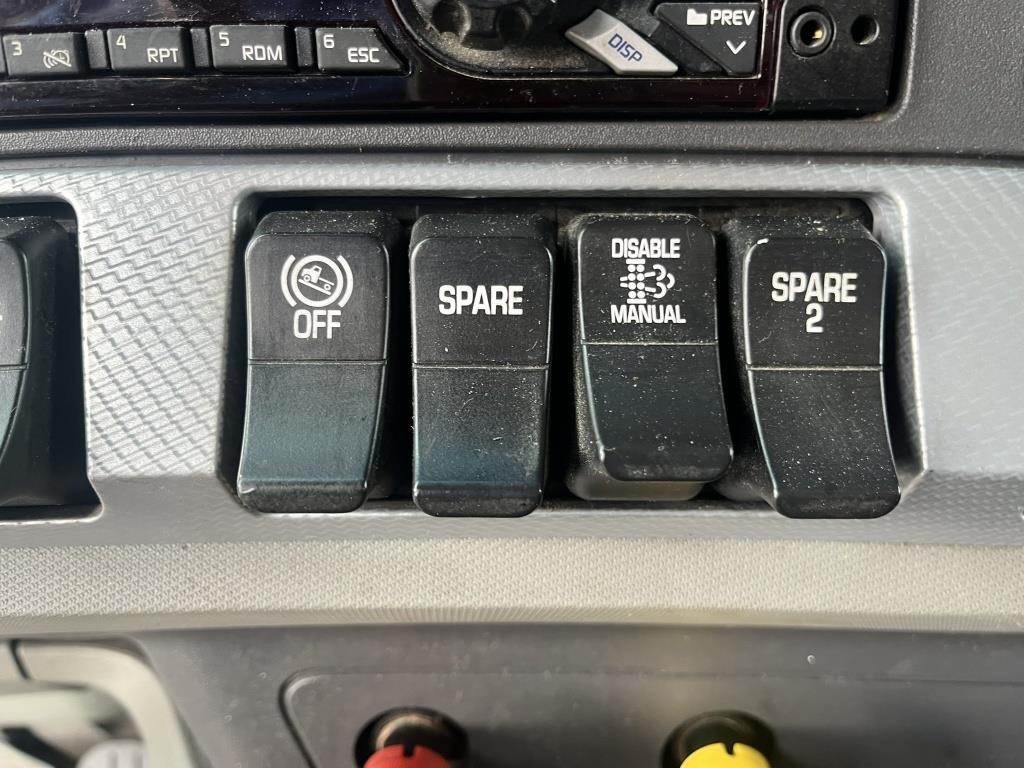 3
4 RPT
5 RDM
6 ESC
DISP
PREV
OFF
SPARE
DISABLE
MANUAL
SPARE
2